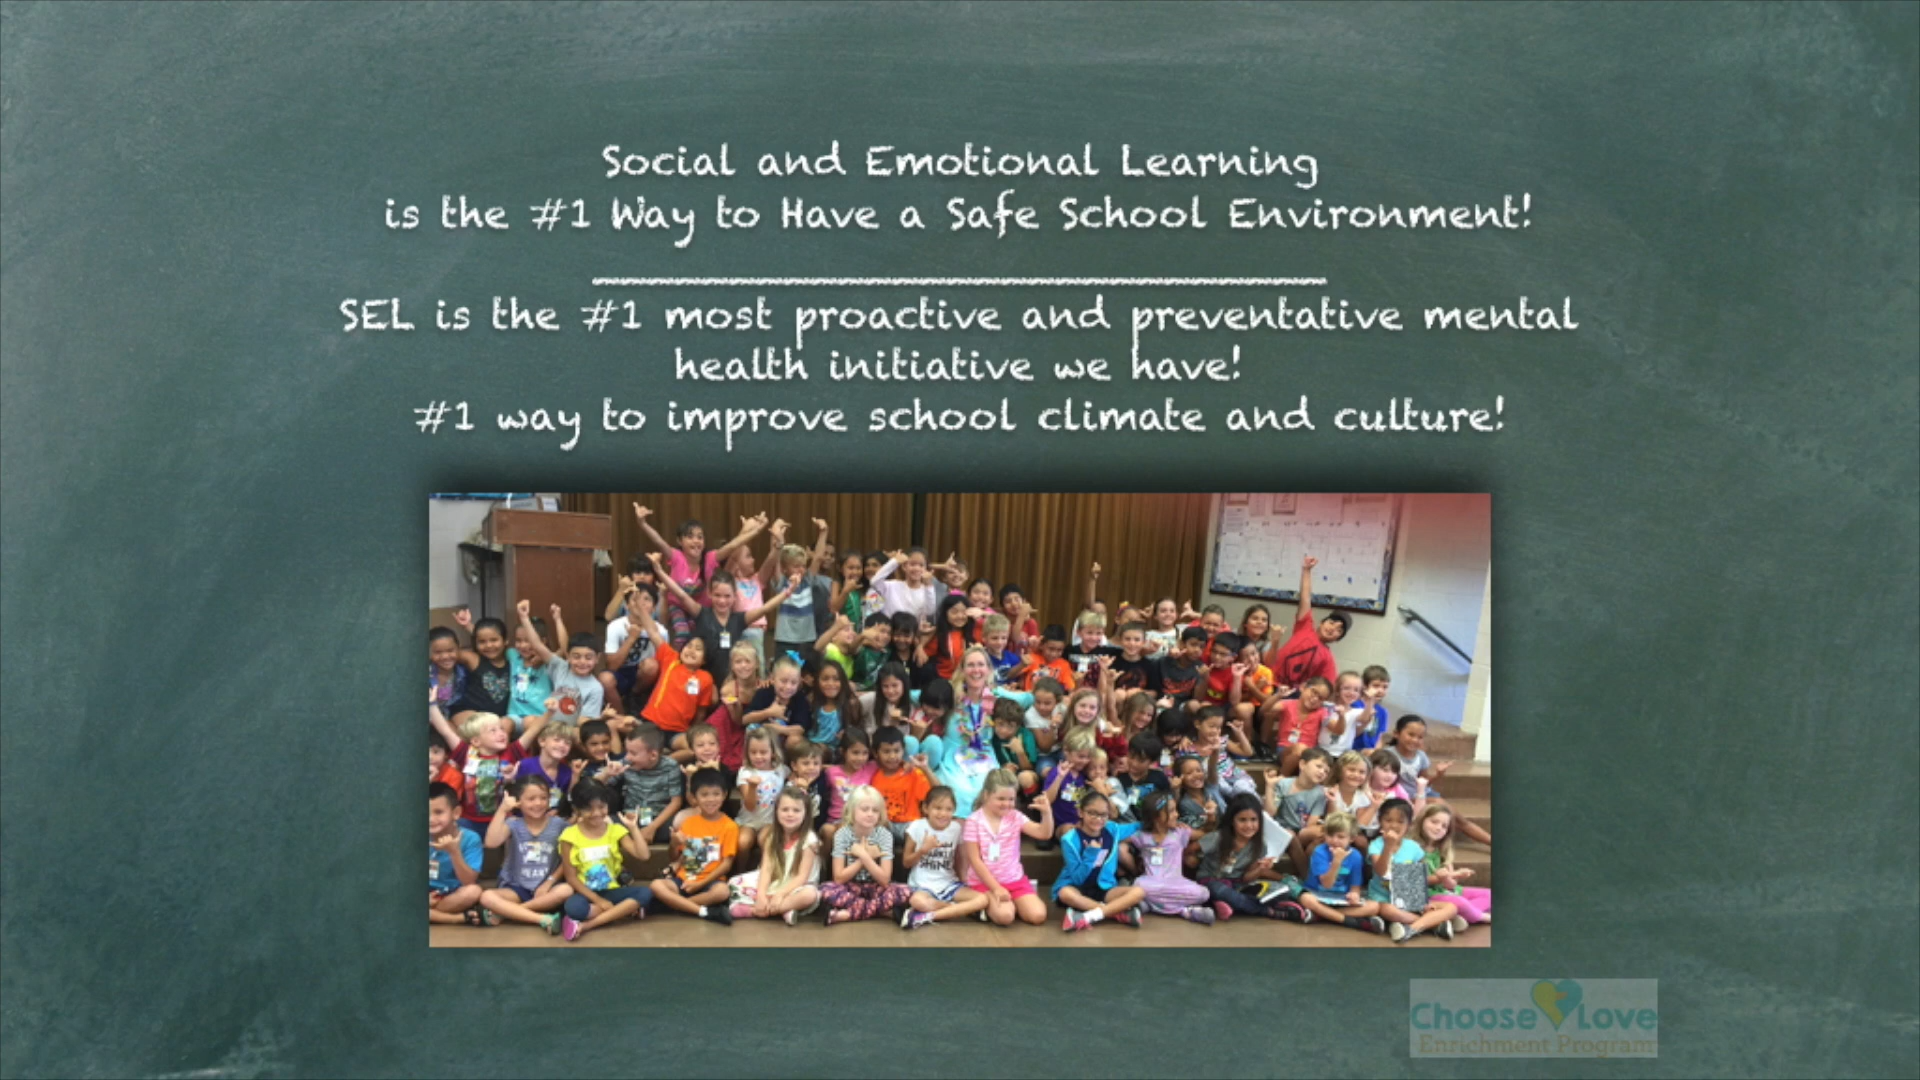 Social and Emotional Learning
is the #1 Way to Have a Safe School Environment!
SEL is the #1 most proactive and preventative mental
health initiative we have!
#1 way to improve school climate and culture!
Choose Love
Enrichment Program